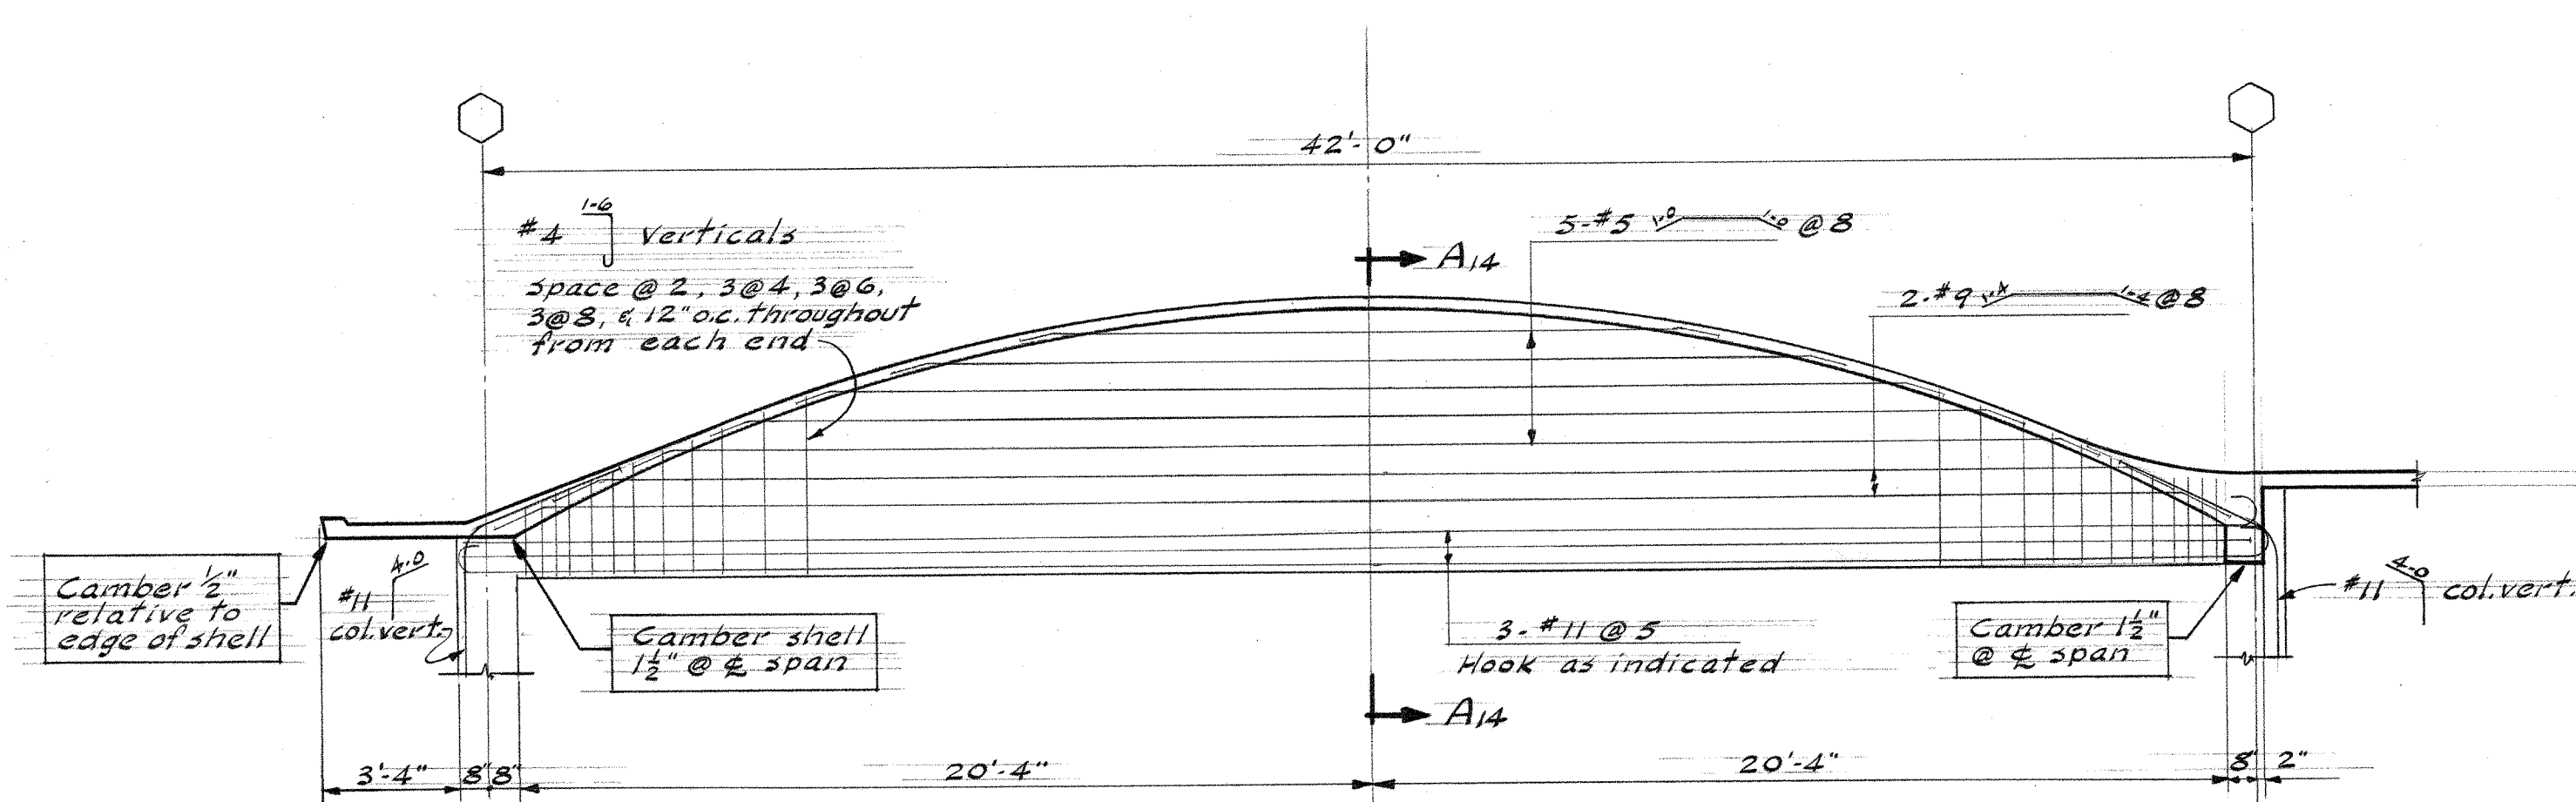 42'-0"
1-6
#4 Verticals
space @ 2, 3@4, 3@6,
3@8, & 12" o.c. throughout
from each end
5-#5 1-0 1-0 @ 8
A14
2-#9 1-4 1-4 @ 8
Camber 1/2"
relative to
edge of shell
4-0
#11
col. vert.
Camber shell
1 1/2" @ ℄ span
3-#11 @ 5
Hook as indicated
Camber 1 1/2"
@ ℄ span
4-0
#11 col. vert.
A14
3'-4" 8" 8" 20'-4" 20'-4" 8" 2"